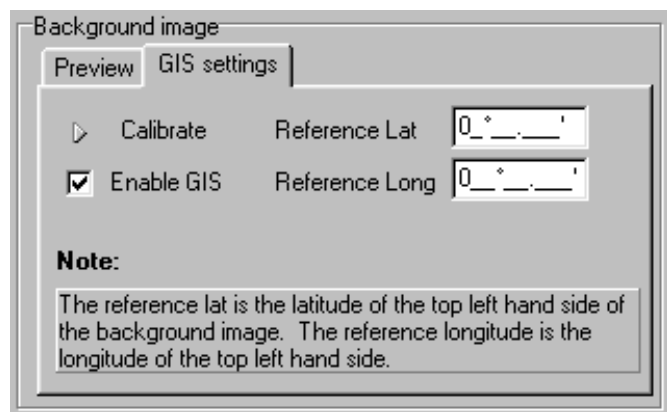 Background image
Preview GIS settings
Calibrate Reference Lat 0_°__.___'
Enable GIS Reference Long 0__°__.___'
Note:
The reference lat is the latitude of the top left hand side of
the background image. The reference longitude is the
longitude of the top left hand side.